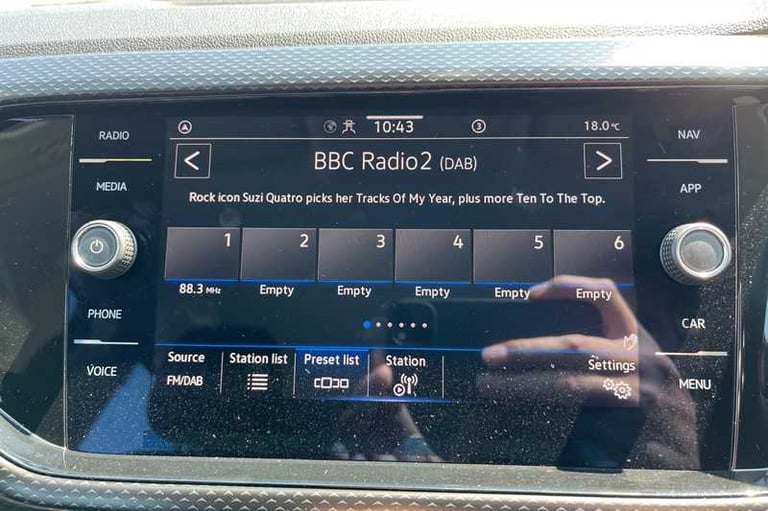 RADIO
MEDIA
PHONE
VOICE
10:43
3
18.0°C
<
BBC Radio2 (DAB)
>
Rock icon Suzi Quatro picks her Tracks Of My Year, plus more Ten To The Top.
1 2 3 4 5 6
88.3 MHz Empty Empty Empty Empty Empty
Source Station list Preset list Station Settings
FM/DAB
NAV
APP
CAR
MENU